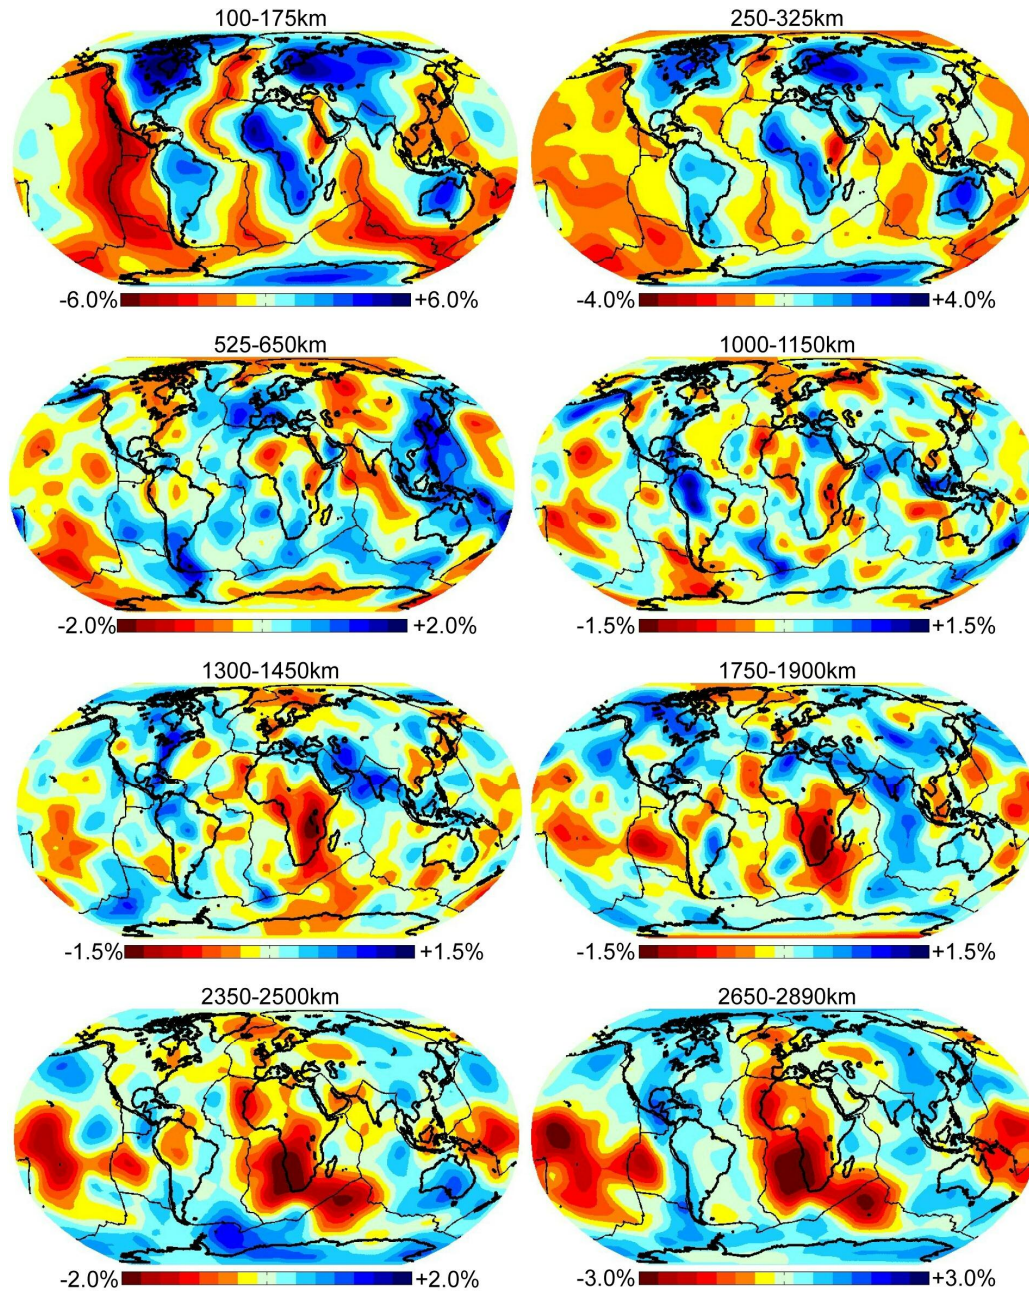 100-175km
250-325km
-6.0% +6.0%
-4.0% +4.0%
525-650km
1000-1150km
-2.0% +2.0%
-1.5% +1.5%
1300-1450km
1750-1900km
-1.5% +1.5%
-1.5% +1.5%
2350-2500km
2650-2890km
-2.0% +2.0%
-3.0% +3.0%